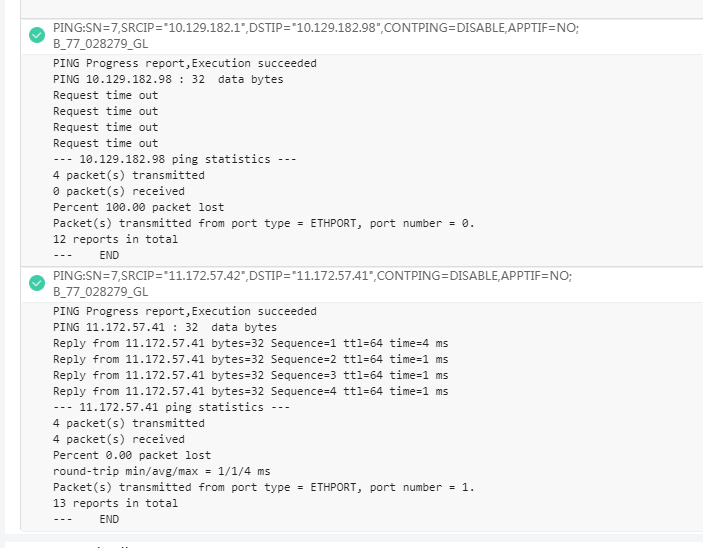 PING:SN=7,SRCIP="10.129.182.1",DSTIP="10.129.182.98",CONTPING=DISABLE,APPTIF=NO;
B_77_028279_GL
PING Progress report,Execution succeeded
PING 10.129.182.98 : 32  data bytes
Request time out
Request time out
Request time out
Request time out
--- 10.129.182.98 ping statistics ---
4 packet(s) transmitted
0 packet(s) received
Percent 100.00 packet lost
Packet(s) transmitted from port type = ETHPORT, port number = 0.
12 reports in total
---    END
PING:SN=7,SRCIP="11.172.57.42",DSTIP="11.172.57.41",CONTPING=DISABLE,APPTIF=NO;
B_77_028279_GL
PING Progress report,Execution succeeded
PING 11.172.57.41 : 32  data bytes
Reply from 11.172.57.41 bytes=32 Sequence=1 ttl=64 time=4 ms
Reply from 11.172.57.41 bytes=32 Sequence=2 ttl=64 time=1 ms
Reply from 11.172.57.41 bytes=32 Sequence=3 ttl=64 time=1 ms
Reply from 11.172.57.41 bytes=32 Sequence=4 ttl=64 time=1 ms
--- 11.172.57.41 ping statistics ---
4 packet(s) transmitted
4 packet(s) received
Percent 0.00 packet lost
round-trip min/avg/max = 1/1/4 ms
Packet(s) transmitted from port type = ETHPORT, port number = 1.
13 reports in total
---    END